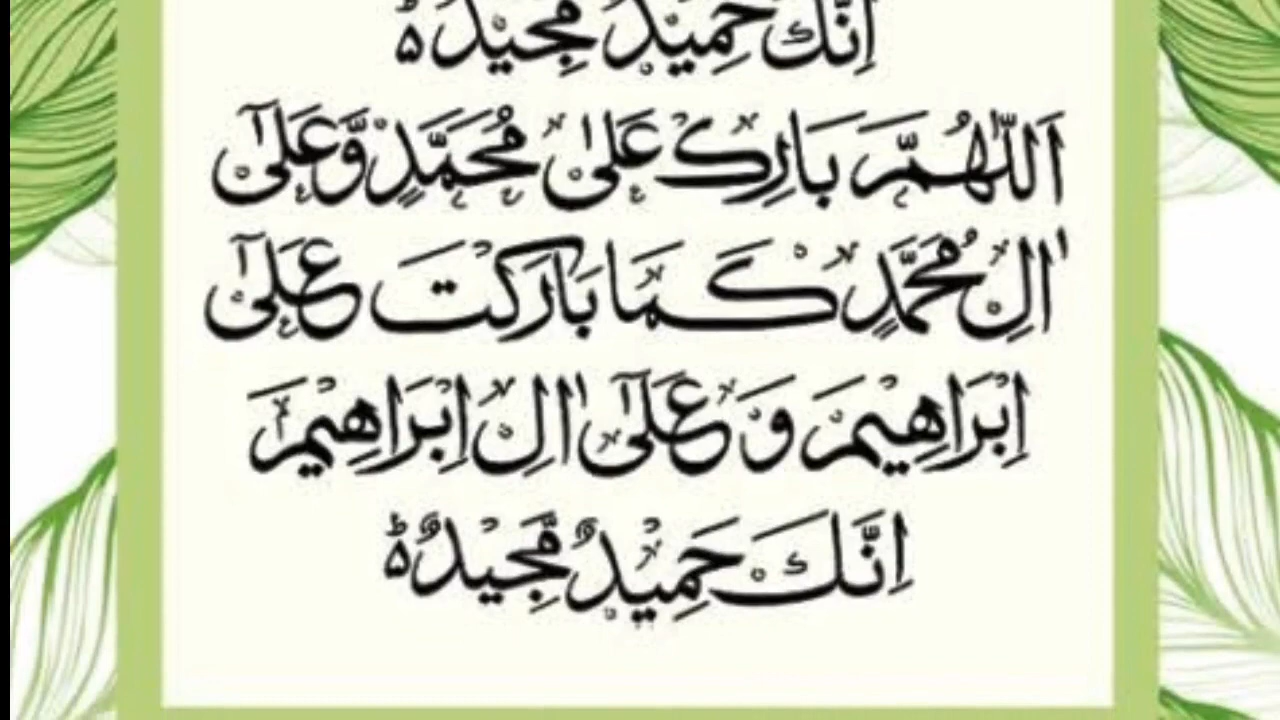 اِنَّكَ حَمِيْدٌ مَّجِيْدٌ ؕ
اَللّٰهُمَّ بَارِكْ عَلٰى مُحَمَّدٍ وَّعَلٰٓى
اٰلِ مُحَمَّدٍ كَمَا بَارَكْتَ عَلٰٓى
اِبْرَاهِيْمَ وَ عَلٰٓى اٰلِ اِبْرَاهِيْمَ
اِنَّكَ حَمِيْدٌ مَّجِيْدٌ ؕ